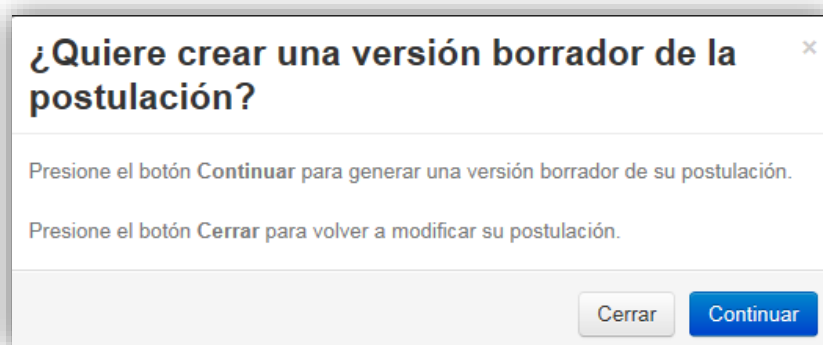 ¿Quiere crear una versión borrador de la
postulación?
×
Presione el botón Continuar para generar una versión borrador de su postulación.
Presione el botón Cerrar para volver a modificar su postulación.
Cerrar
Continuar